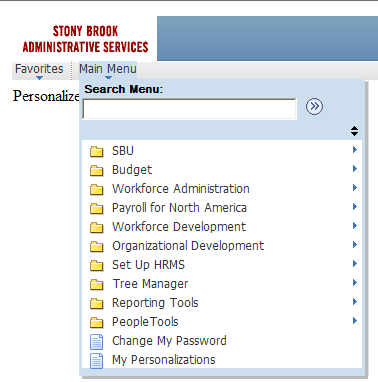 STONY BROOK
ADMINISTRATIVE SERVICES
Favorites Main Menu
Personalize
Search Menu:
SBU
Budget
Workforce Administration
Payroll for North America
Workforce Development
Organizational Development
Set Up HRMS
Tree Manager
Reporting Tools
PeopleTools
Change My Password
My Personalizations